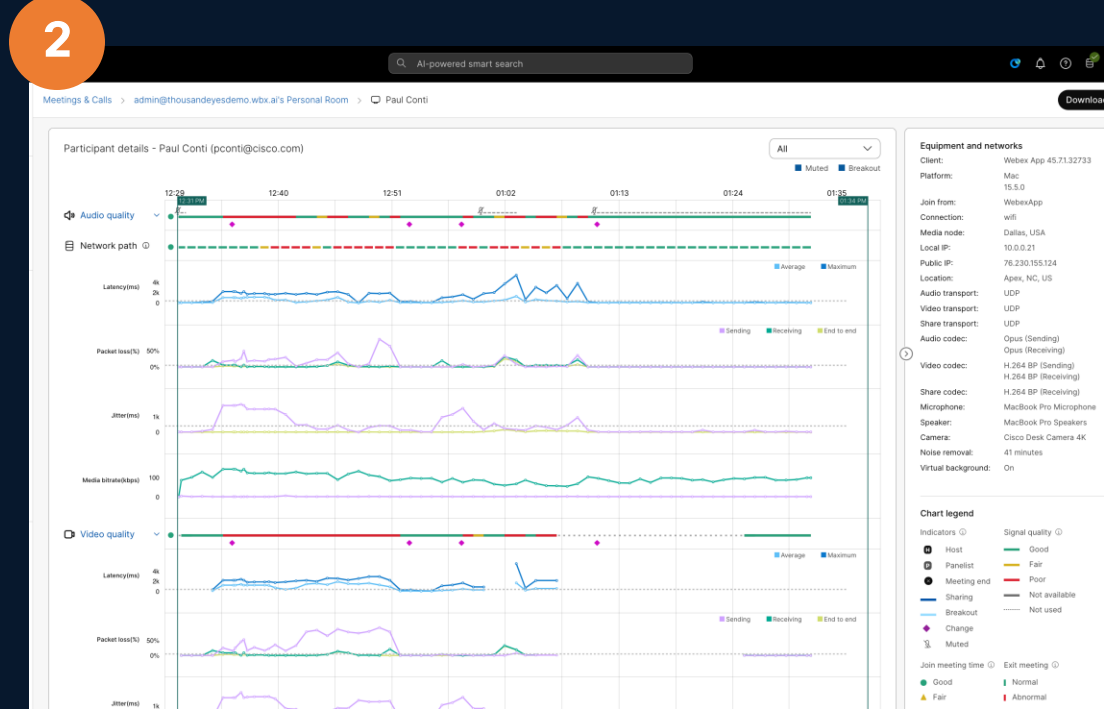 2
AI-powered smart search
Meetings & Calls > admin@thousandeyesdemo.wbx.ai's Personal Room > Paul Conti
Download
Participant details - Paul Conti (pconti@cisco.com)
All
Muted Breakout
12:29 12:40 12:51 01:02 01:13 01:24 01:35
12:31 PM 01:34 PM
Audio quality
Network path
Average Maximum
Latency(ms) 4k
2k
0
Sending Receiving End to end
Packet loss(%) 50%
0%
Jitter(ms) 1k
0
Media bitrate(kbps) 100
0
Video quality
Average Maximum
Latency(ms) 4k
2k
0
Sending Receiving End to end
Packet loss(%) 50%
0%
Jitter(ms) 1k
Equipment and networks
Client: Webex App 45.7.1.32733
Platform: Mac
15.5.0
Join from: WebexApp
Connection: wifi
Media node: Dallas, USA
Local IP: 10.0.0.21
Public IP: 76.230.155.124
Location: Apex, NC, US
Audio transport: UDP
Video transport: UDP
Share transport: UDP
Audio codec: Opus (Sending)
Opus (Receiving)
Video codec: H.264 BP (Sending)
H.264 BP (Receiving)
Share codec: H.264 BP (Receiving)
Microphone: MacBook Pro Microphone
Speaker: MacBook Pro Speakers
Camera: Cisco Desk Camera 4K
Noise removal: 41 minutes
Virtual background: On
Chart legend
Indicators Signal quality
H Host Good
P Panelist Fair
Meeting end Poor
Sharing Not available
Breakout Not used
Change
Muted
Join meeting time Exit meeting
Good Normal
Fair Abnormal